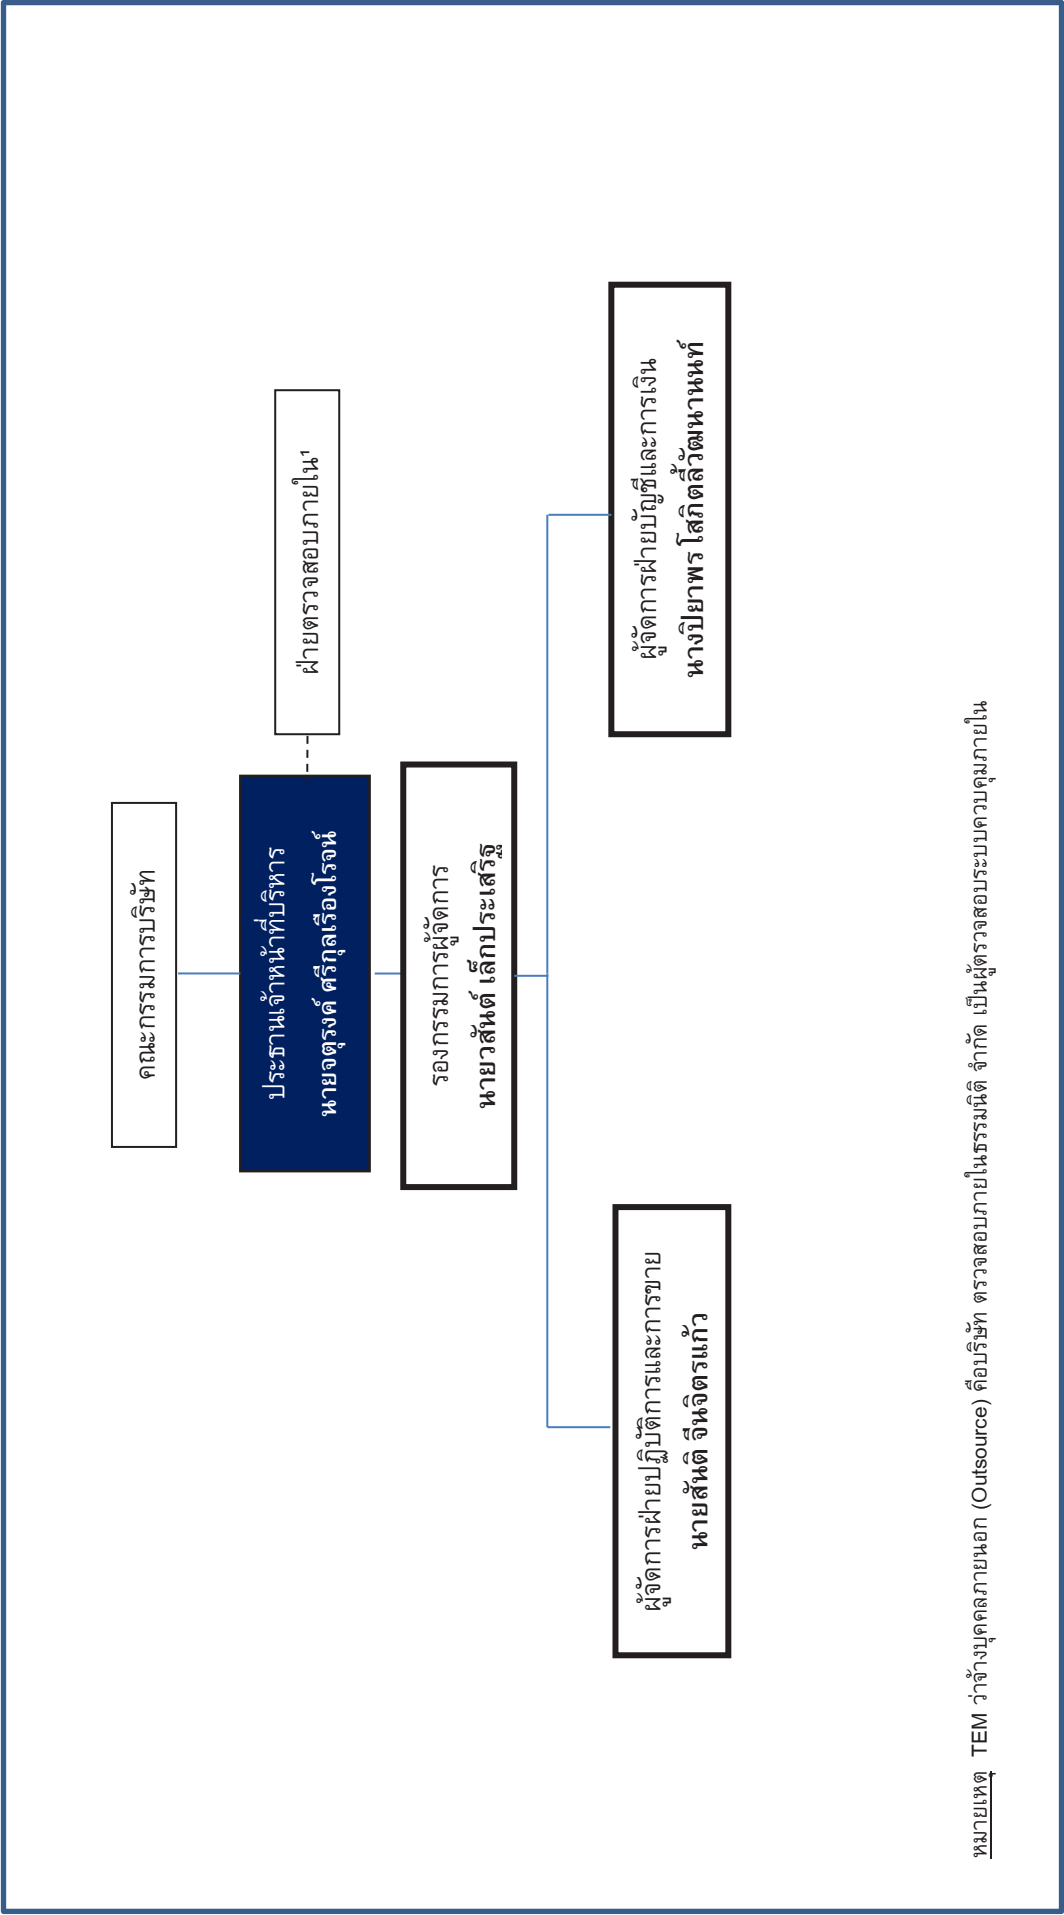 คณะกรรมการบริษัท
ประธานเจ้าหน้าที่บริหาร
นายจตุรงค์ ศรีกุลเรืองโรจน์
ฝ่ายตรวจสอบภายใน¹
รองกรรมการผู้จัดการ
นายวสันต์ เล็กประเสริฐ
ผู้จัดการฝ่ายปฏิบัติการและการขาย
นายสันติ จีนจิตรแก้ว
ผู้จัดการฝ่ายบัญชีและการเงิน
นางปิยาพร โสภิตลี้วัฒนานนท์
หมายเหตุ TEM ว่าจ้างบุคคลภายนอก (Outsource) คือบริษัท ตรวจสอบภายในธรรมนิติ จำกัด เป็นผู้ตรวจสอบระบบควบคุมภายใน